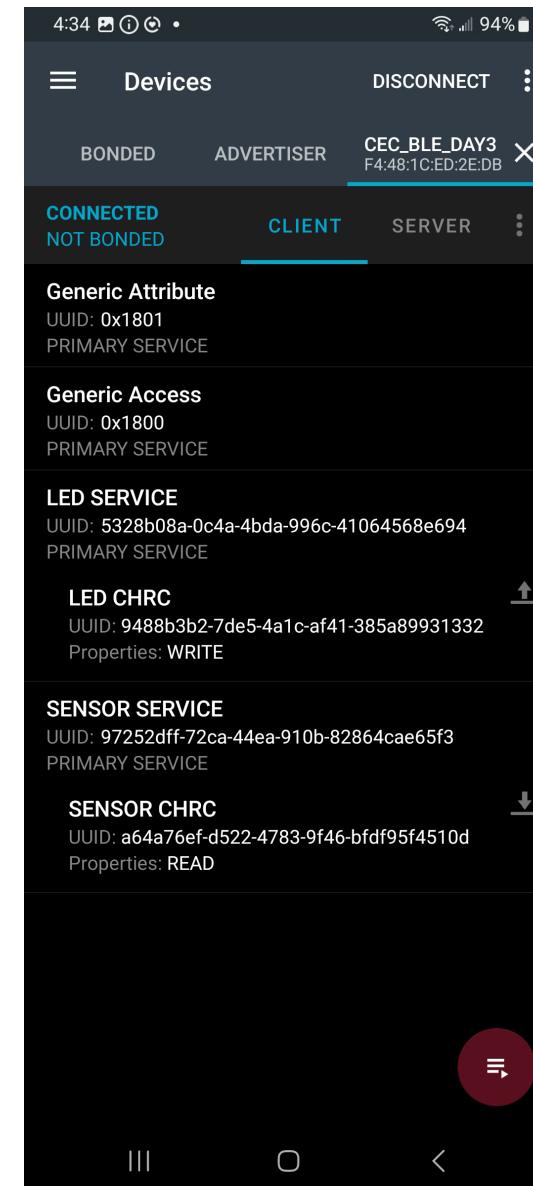 4:34 94%
Devices DISCONNECT
BONDED ADVERTISER CEC_BLE_DAY3
F4:48:1C:ED:2E:DB
CONNECTED
NOT BONDED
CLIENT SERVER
Generic Attribute
UUID: 0x1801
PRIMARY SERVICE
Generic Access
UUID: 0x1800
PRIMARY SERVICE
LED SERVICE
UUID: 5328b08a-0c4a-4bda-996c-41064568e694
PRIMARY SERVICE
LED CHRC
UUID: 9488b3b2-7de5-4a1c-af41-385a89931332
Properties: WRITE
SENSOR SERVICE
UUID: 97252dff-72ca-44ea-910b-82864cae65f3
PRIMARY SERVICE
SENSOR CHRC
UUID: a64a76ef-d522-4783-9f46-bfdf95f4510d
Properties: READ